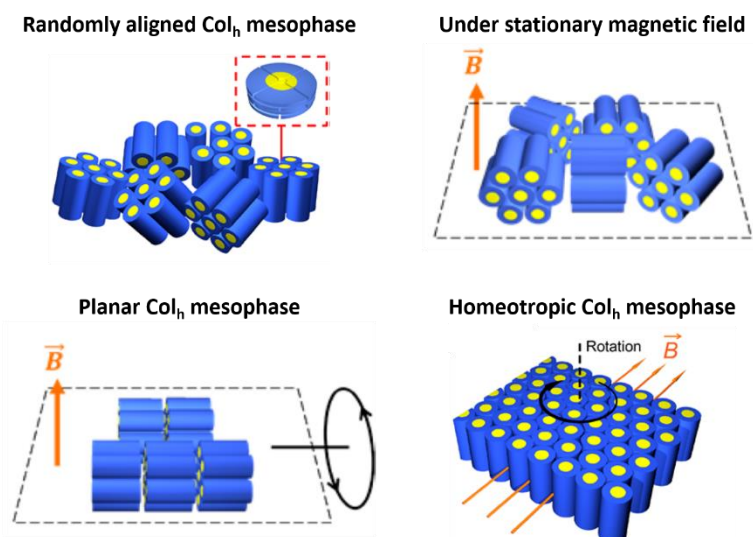 Randomly aligned Colh mesophase
Under stationary magnetic field
B
Planar Colh mesophase
Homeotropic Colh mesophase
B
Rotation
B